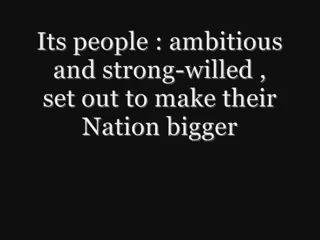 Its people : ambitious
and strong-willed ,
set out to make their
Nation bigger